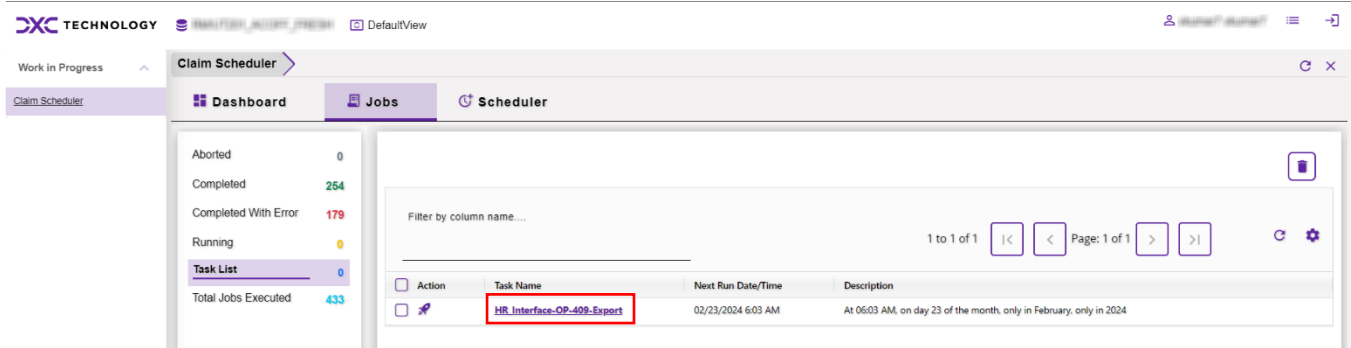 DXC TECHNOLOGY DefaultView
Work in Progress
Claim Scheduler
Claim Scheduler
Dashboard Jobs Scheduler
Aborted 0
Completed 254
Completed With Error 179
Running 0
Task List 0
Total Jobs Executed 433
Filter by column name....
1 to 1 of 1 Page: 1 of 1
Action Task Name Next Run Date/Time Description
HR Interface-OP-409-Export 02/23/2024 6:03 AM At 06:03 AM, on day 23 of the month, only in February, only in 2024